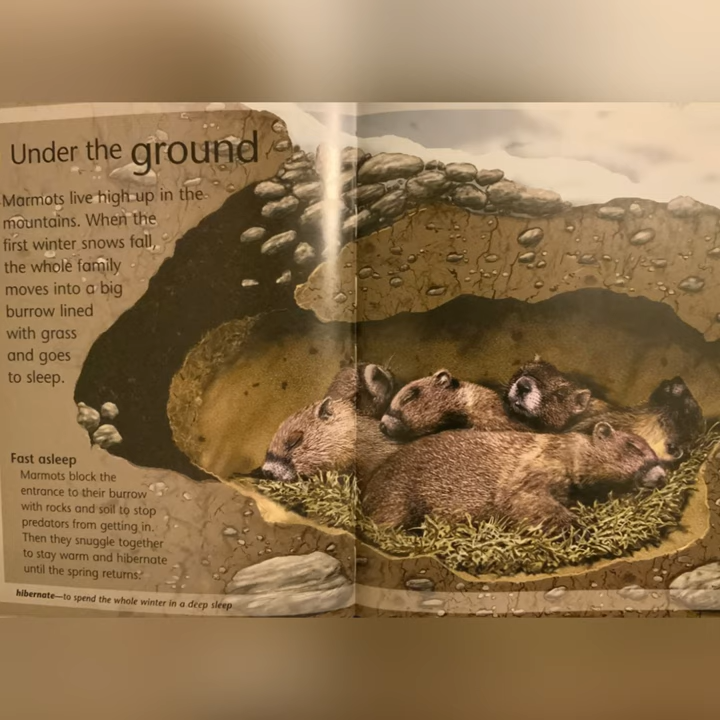 Under the ground
Marmots live high up in the
mountains. When the
first winter snows fall,
the whole family
moves into a big
burrow lined
with grass
and goes
to sleep.
Fast asleep
Marmots block the
entrance to their burrow
with rocks and soil to stop
predators from getting in.
Then they snuggle together
to stay warm and hibernate
until the spring returns.
hibernate—to spend the whole winter in a deep sleep